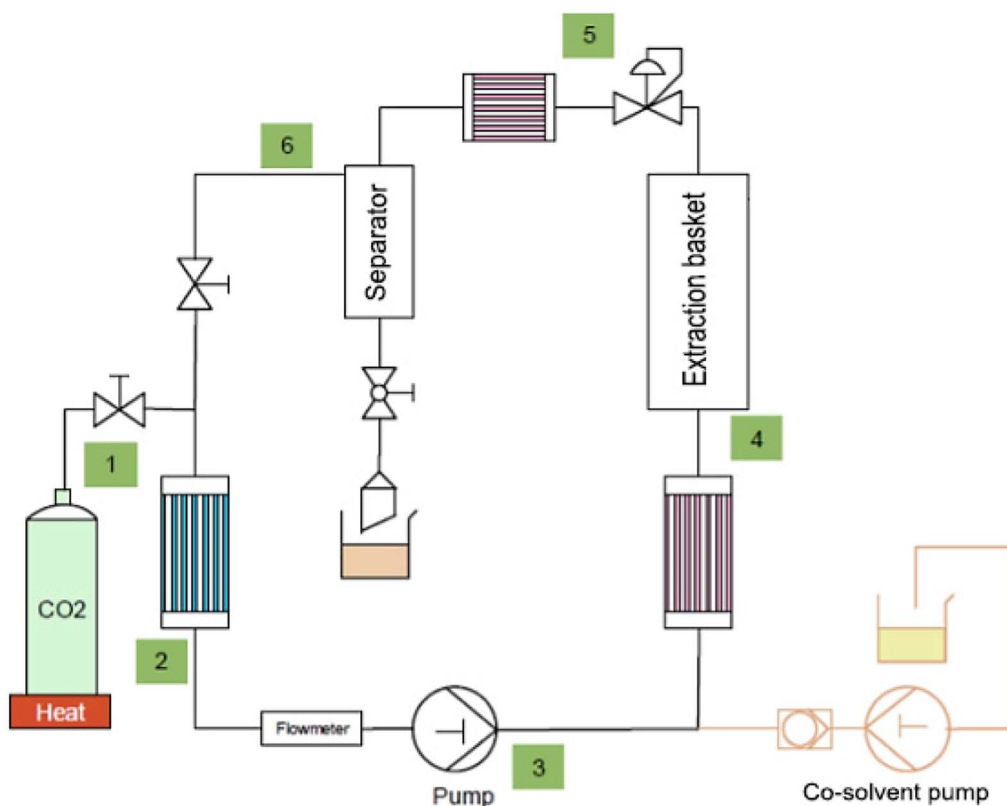 5
6
Separator
Extraction basket
1
4
CO2
2
Heat
Flowmeter
3
Pump
Co-solvent pump